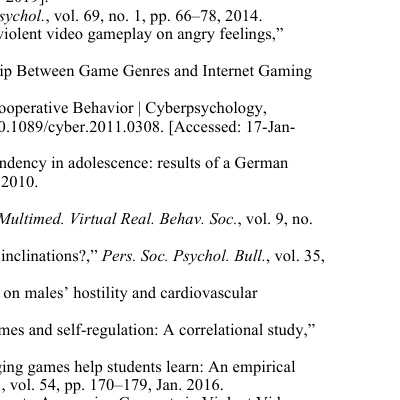 sychol., vol. 69, no. 1, pp. 66–78, 2014.
violent video gameplay on angry feelings,”
ip Between Game Genres and Internet Gaming
ooperative Behavior | Cyberpsychology,
0.1089/cyber.2011.0308. [Accessed: 17-Jan-
ndency in adolescence: results of a German
2010.
Multimed. Virtual Real. Behav. Soc., vol. 9, no.
inclinations?,” Pers. Soc. Psychol. Bull., vol. 35,
on males’ hostility and cardiovascular
mes and self-regulation: A correlational study,”
ging games help students learn: An empirical
, vol. 54, pp. 170–179, Jan. 2016.